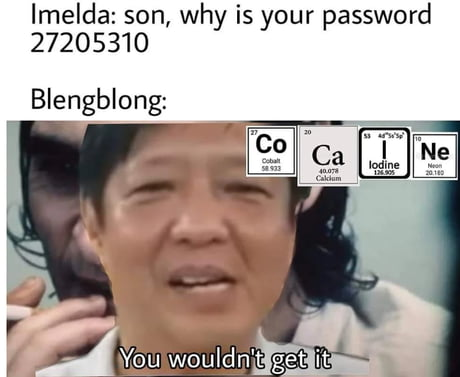 Imelda: son, why is your password
27205310
Blengblong:
27
Co
Cobalt
58.933
20
Ca
40.078
Calcium
53
I
Iodine
126.905
10
Ne
Neon
20.180
You wouldn't get it